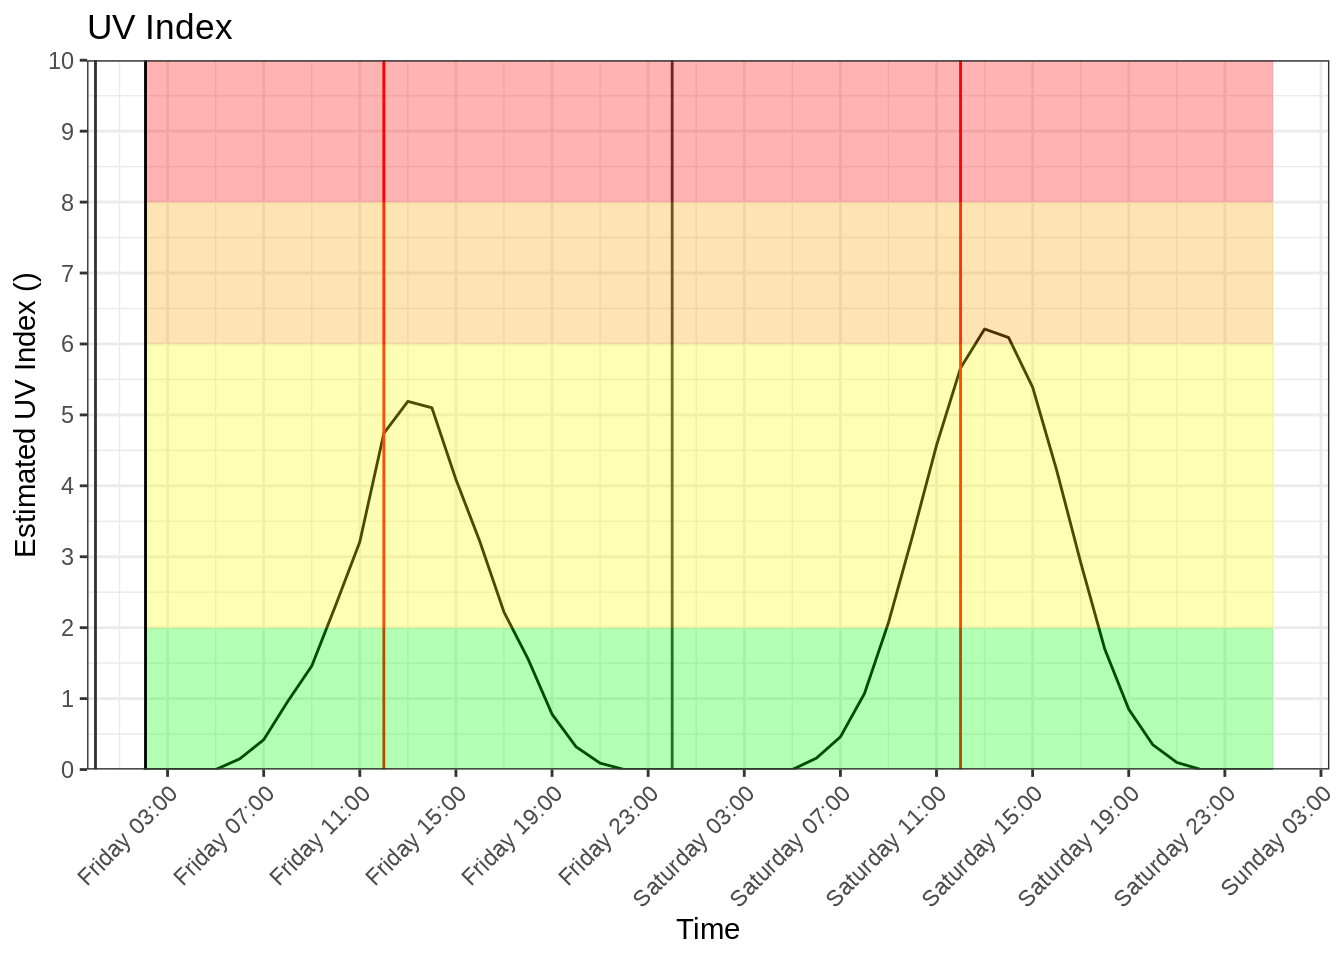 UV Index
Estimated UV Index ()
10
9
8
7
6
5
4
3
2
1
0
Friday 03:00
Friday 07:00
Friday 11:00
Friday 15:00
Friday 19:00
Friday 23:00
Saturday 03:00
Saturday 07:00
Saturday 11:00
Saturday 15:00
Saturday 19:00
Saturday 23:00
Sunday 03:00
Time